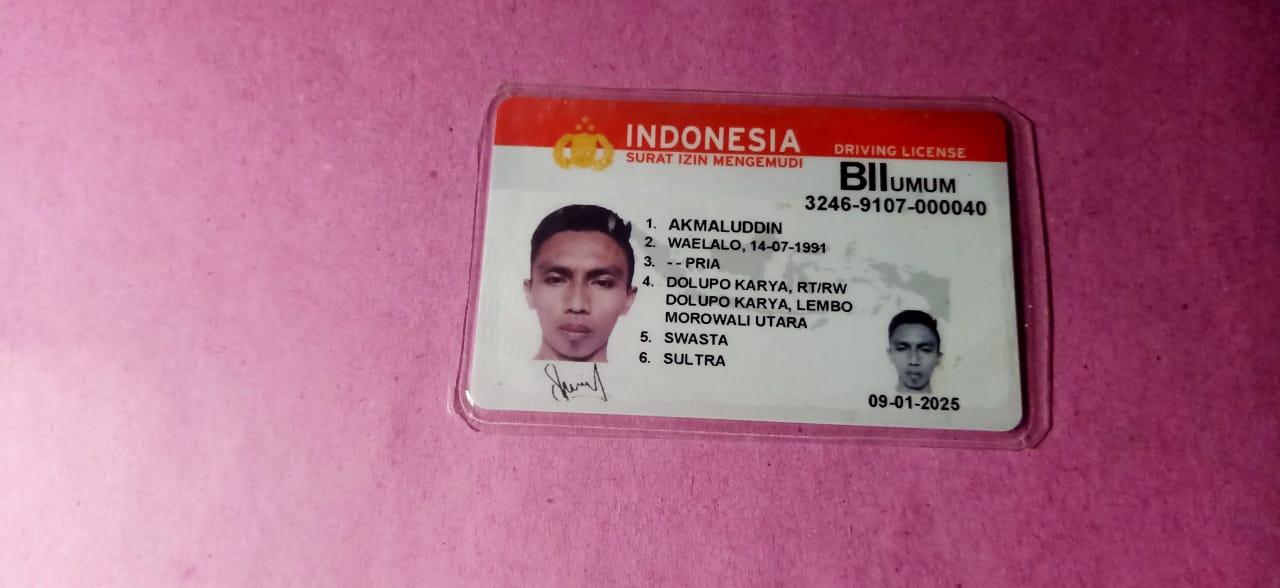 INDONESIA
SURAT IZIN MENGEMUDI
DRIVING LICENSE
BII UMUM
3246-9107-000040
1. AKMALUDDIN
2. WAELALO, 14-07-1991
3. - - PRIA
4. DOLUPO KARYA, RT/RW
DOLUPO KARYA, LEMBO
MOROWALI UTARA
5. SWASTA
6. SULTRA
09-01-2025